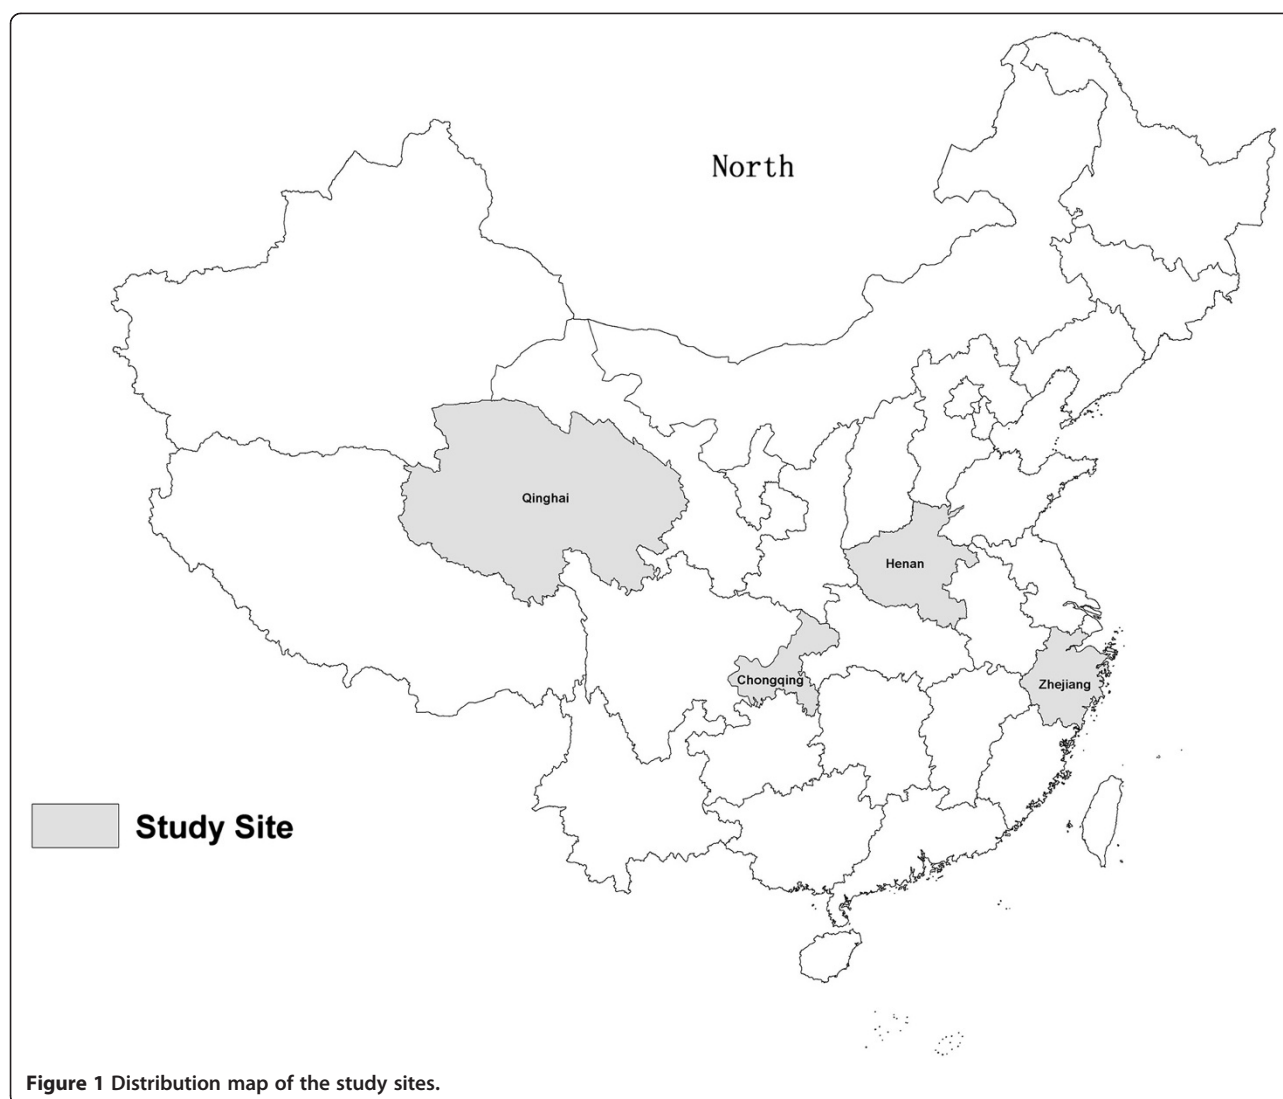 North
Qinghai
Henan
Chongqing
Zhejiang
Study Site
Figure 1 Distribution map of the study sites.